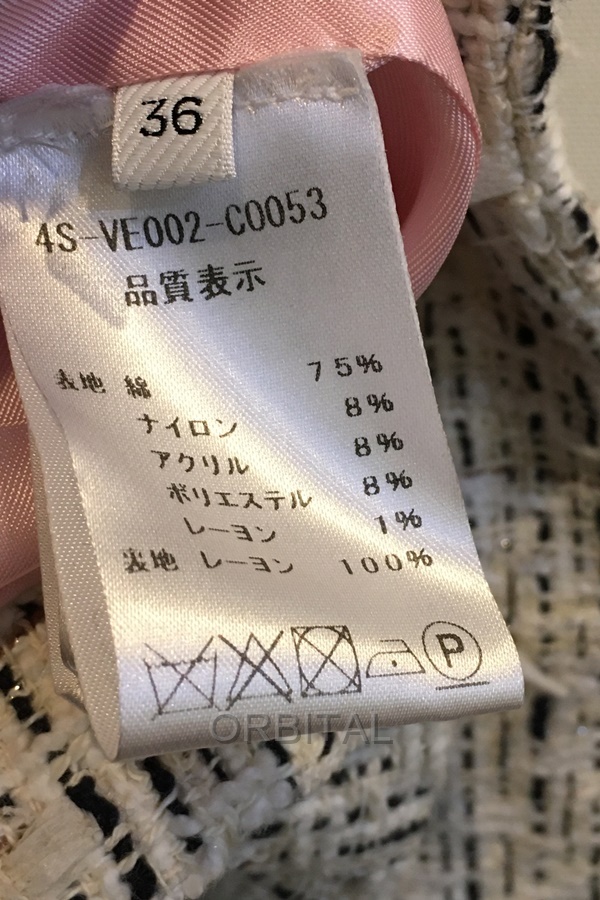 36
4S-VE002-C0053
品質表示
表地 綿 75%
ナイロン 8%
アクリル 8%
ポリエステル 8%
レーヨン 1%
裏地 レーヨン 100%
P
ORBITAL